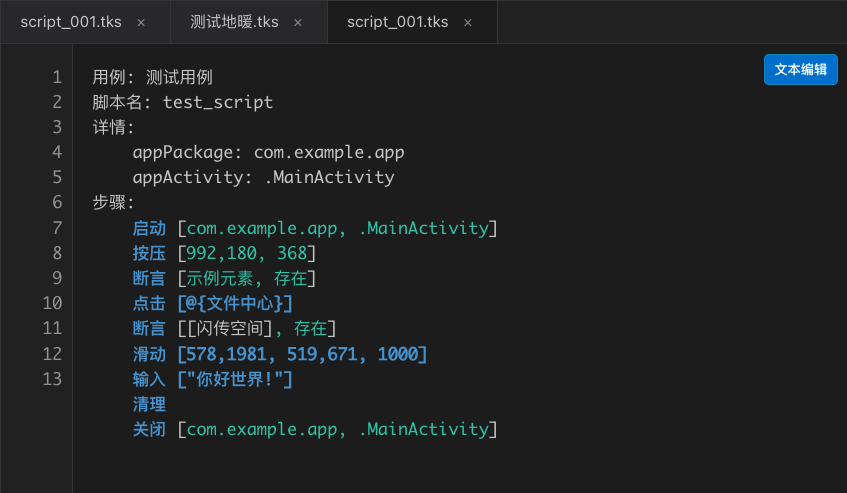 script_001.tks × 测试地暖.tks × script_001.tks ×
文本编辑
1 用例: 测试用例
2 脚本名: test_script
3 详情:
4 appPackage: com.example.app
5 appActivity: .MainActivity
6 步骤:
7 启动 [com.example.app, .MainActivity]
8 按压 [992,180, 368]
9 断言 [示例元素, 存在]
10 点击 [@{文件中心}]
11 断言 [[闪传空间], 存在]
12 滑动 [578,1981, 519,671, 1000]
13 输入 ["你好世界!"]
清理
关闭 [com.example.app, .MainActivity]